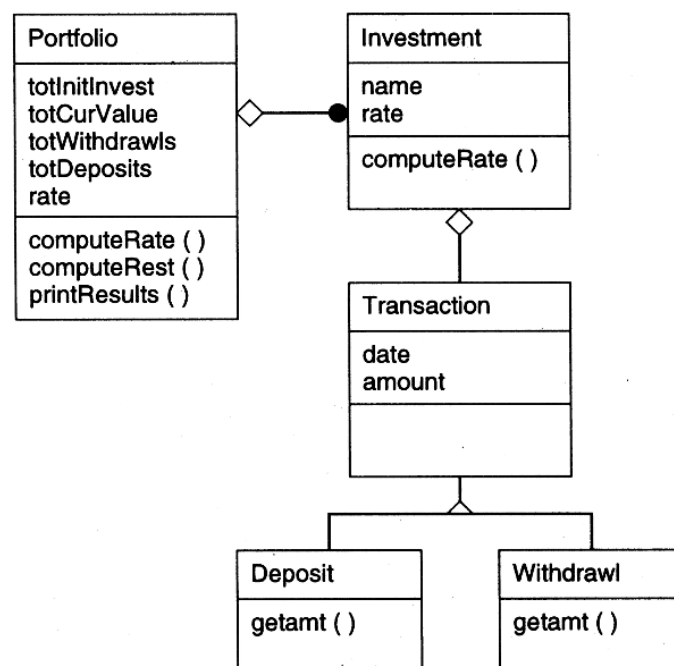 Portfolio
totInitInvest
totCurValue
totWithdrawls
totDeposits
rate
computeRate ( )
computeRest ( )
printResults ( )
Investment
name
rate
computeRate ( )
Transaction
date
amount
Deposit
getamt ( )
Withdrawl
getamt ( )